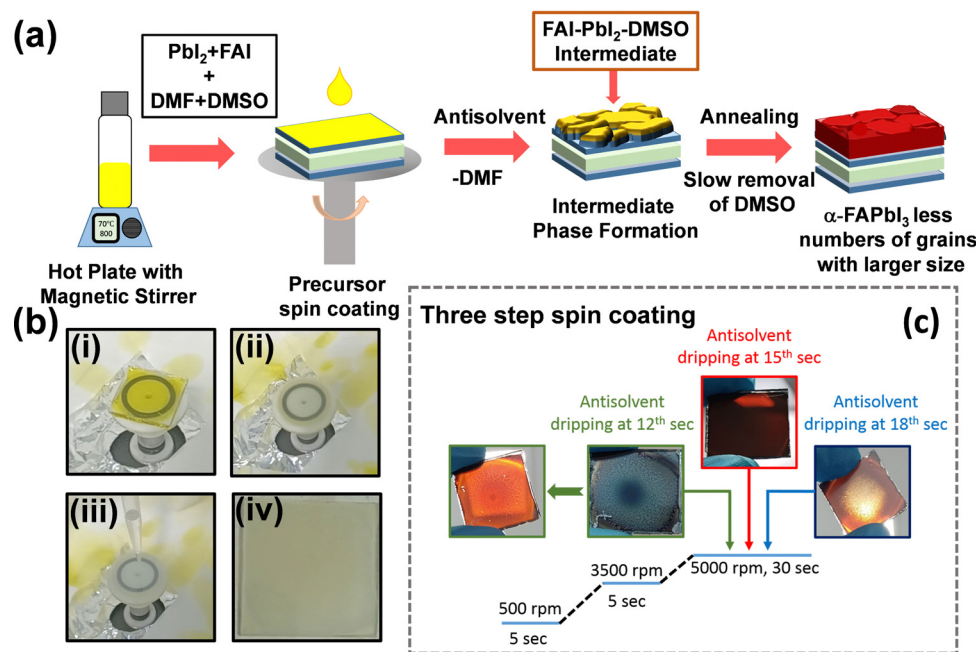 (a)
PbI₂+FAI
+
DMF+DMSO
70°C
800
Hot Plate with
Magnetic Stirrer
Precursor
spin coating
Antisolvent
-DMF
FAI-PbI₂-DMSO
Intermediate
Intermediate
Phase Formation
Annealing
Slow removal
of DMSO
α-FAPbI₃ less
numbers of grains
with larger size
(b)
(i)
(ii)
(iii)
(iv)
Three step spin coating
(c)
Antisolvent
dripping at 15th sec
Antisolvent
dripping at 12th sec
Antisolvent
dripping at 18th sec
500 rpm
5 sec
3500 rpm
5 sec
5000 rpm, 30 sec